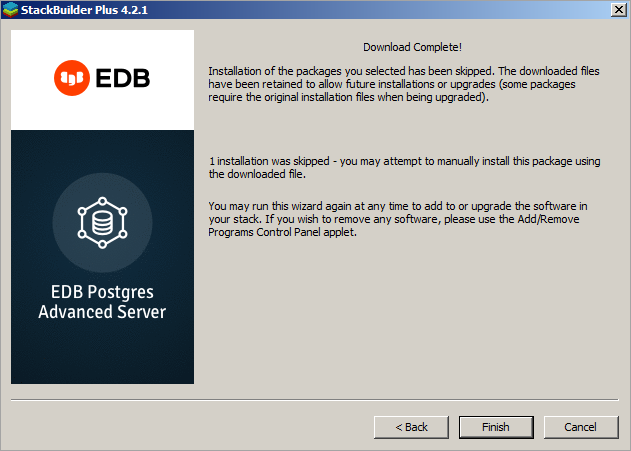 StackBuilder Plus 4.2.1
EDB
EDB Postgres
Advanced Server
Download Complete!
Installation of the packages you selected has been skipped. The downloaded files
have been retained to allow future installations or upgrades (some packages
require the original installation files when being upgraded).
1 installation was skipped - you may attempt to manually install this package using
the downloaded file.
You may run this wizard again at any time to add to or upgrade the software in
your stack. If you wish to remove any software, please use the Add/Remove
Programs Control Panel applet.
< Back
Finish
Cancel